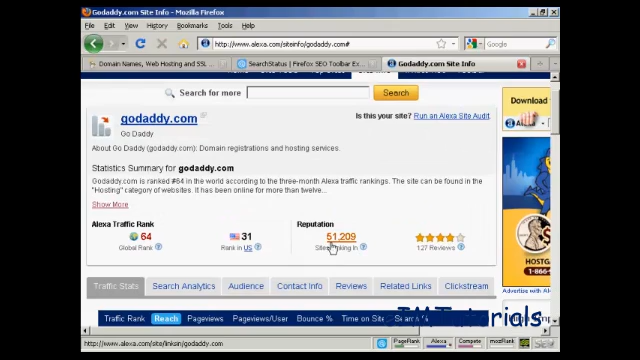 Godaddy.com Site Info - Mozilla Firefox
File Edit View History Bookmarks Tools Help
http://www.alexa.com/siteinfo/godaddy.com#
Google
Domain Names, Web Hosting and SSL ... SearchStatus | Firefox SEO Toolbar Ex... Godaddy.com Site Info
Search for more Search
Download
godaddy.com
Is this your site? Run an Alexa Site Audit.
Go Daddy
About Go Daddy (godaddy.com): Domain registrations and hosting services.
Statistics Summary for godaddy.com
Godaddy.com is ranked #64 in the world according to the three-month Alexa traffic rankings. The site can be found in the
"Hosting" category of websites. It has been online for more than twelve...
Show More
Alexa Traffic Rank Reputation
64 31 51,209
Global Rank Rank in US Sites Linking In 127 Reviews
Traffic Stats Search Analytics Audience Contact Info Reviews Related Links Clickstream
Traffic Rank Reach Pageviews Pageviews/User Bounce % Time on Site Search %
http://www.alexa.com/site/linksin/godaddy.com
PageRank Alexa Compete mozRank